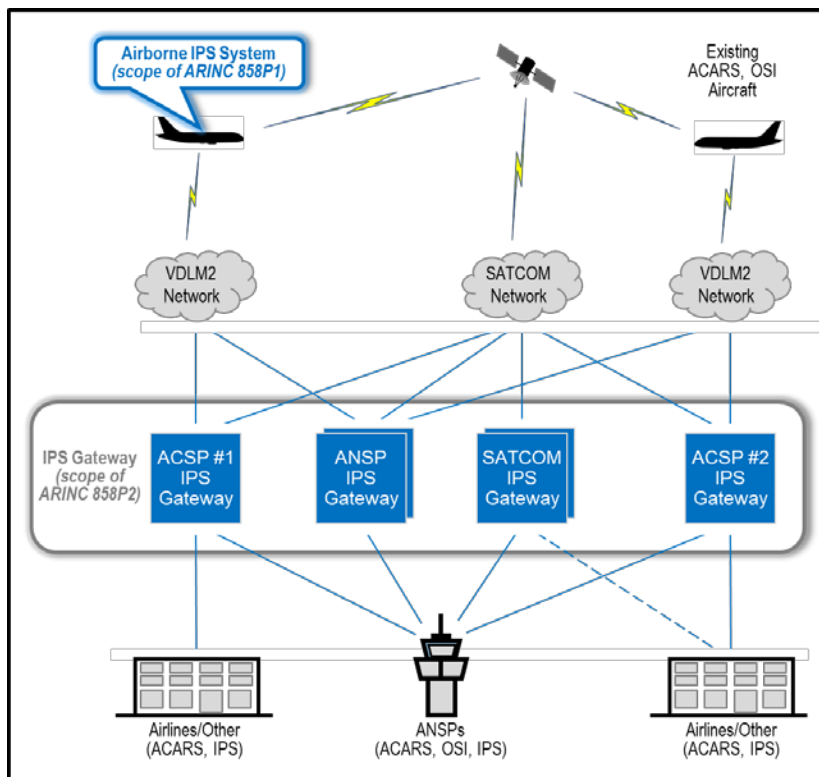 Airborne IPS System
(scope of ARINC 858P1)
Existing
ACARS, OSI
Aircraft
VDLM2
Network
SATCOM
Network
VDLM2
Network
IPS Gateway
(scope of
ARINC 858P2)
ACSP #1
IPS
Gateway
ANSP
IPS
Gateway
SATCOM
IPS
Gateway
ACSP #2
IPS
Gateway
Airlines/Other
(ACARS, IPS)
ANSPs
(ACARS, OSI, IPS)
Airlines/Other
(ACARS, IPS)